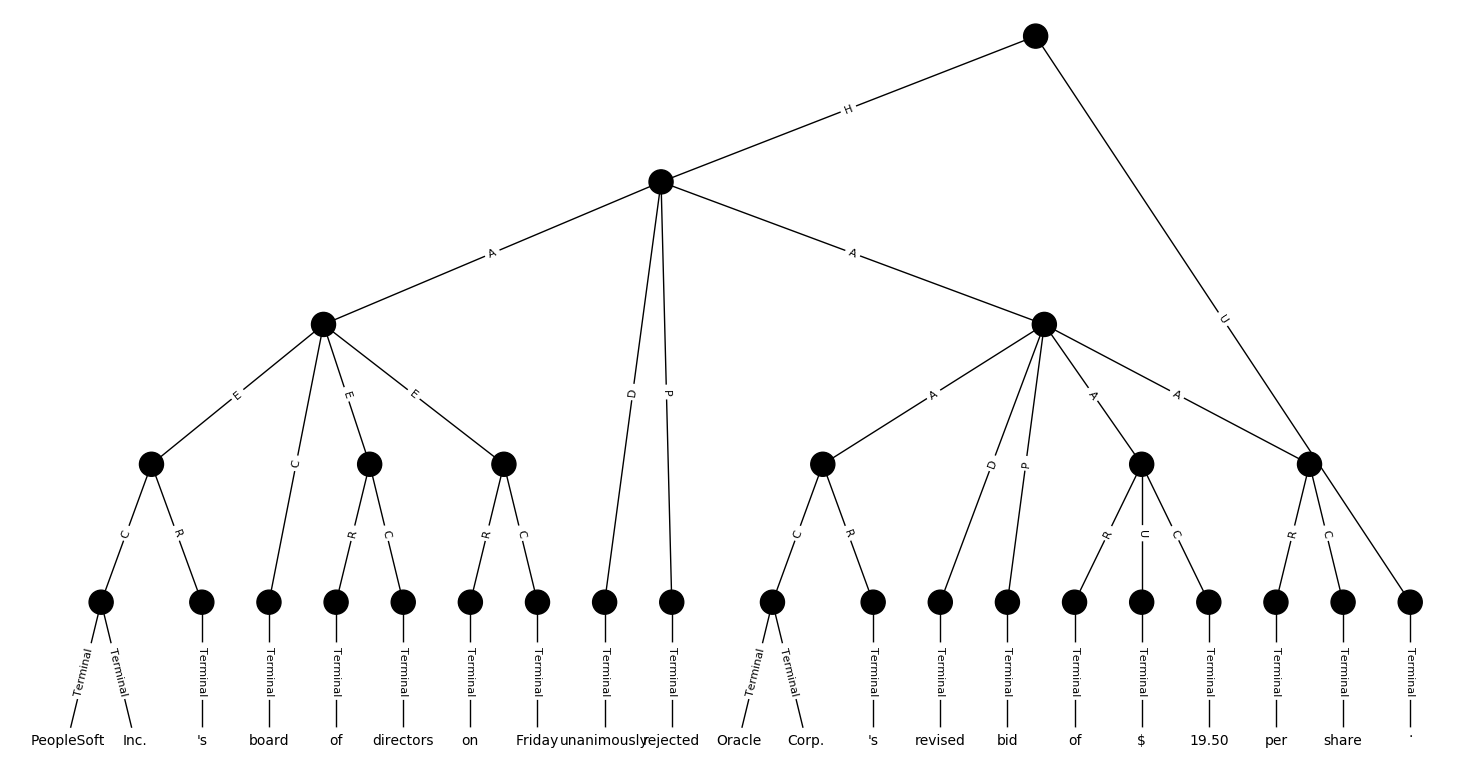 H
A A U
E E E A A A
D P
C D P
C R R C R C C R R U C R C
Terminal Terminal Terminal Terminal Terminal Terminal Terminal Terminal Terminal Terminal Terminal Terminal Terminal Terminal Terminal Terminal Terminal Terminal Terminal Terminal Terminal
PeopleSoft Inc. 's board of directors on Friday unanimously rejected Oracle Corp. 's revised bid of $ 19.50 per share .